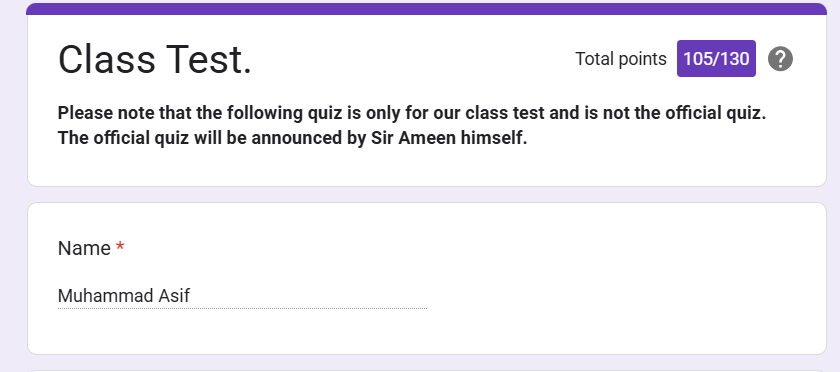 Class Test.
Total points 105/130 ?
Please note that the following quiz is only for our class test and is not the official quiz.
The official quiz will be announced by Sir Ameen himself.
Name *
Muhammad Asif